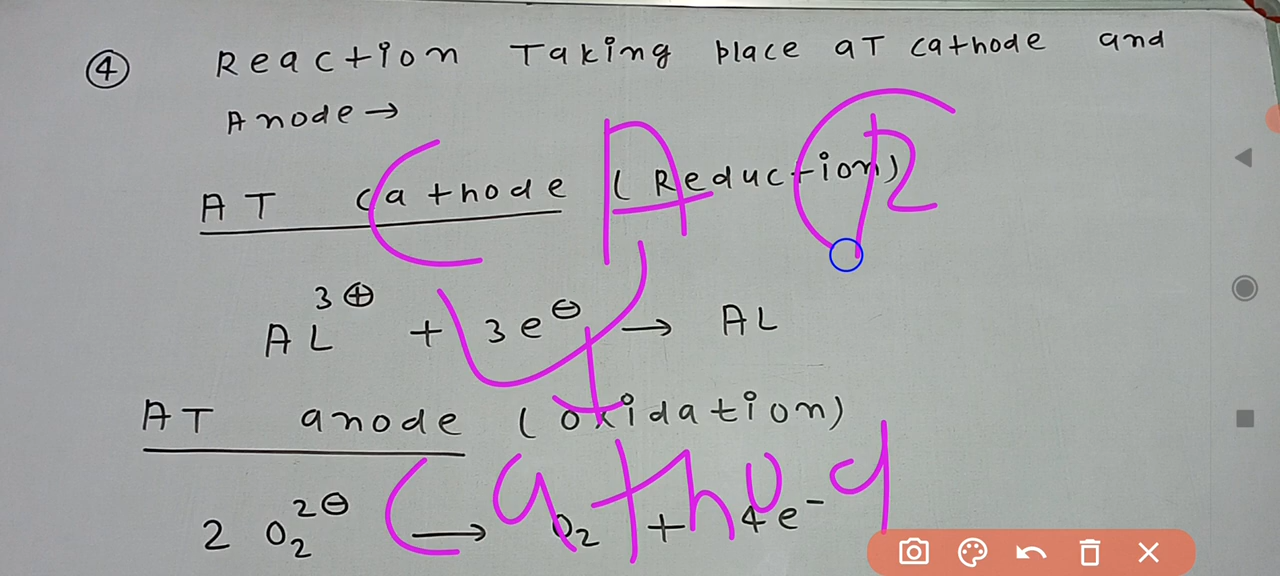 ④ Reaction Taking place aT cathode and
Anode→
AT Cathode (Reduction)
AL³⊕ + 3e⊖ → AL
AT anode (oxidation)
2 O₂²⊖ → O₂ + 4e⁻